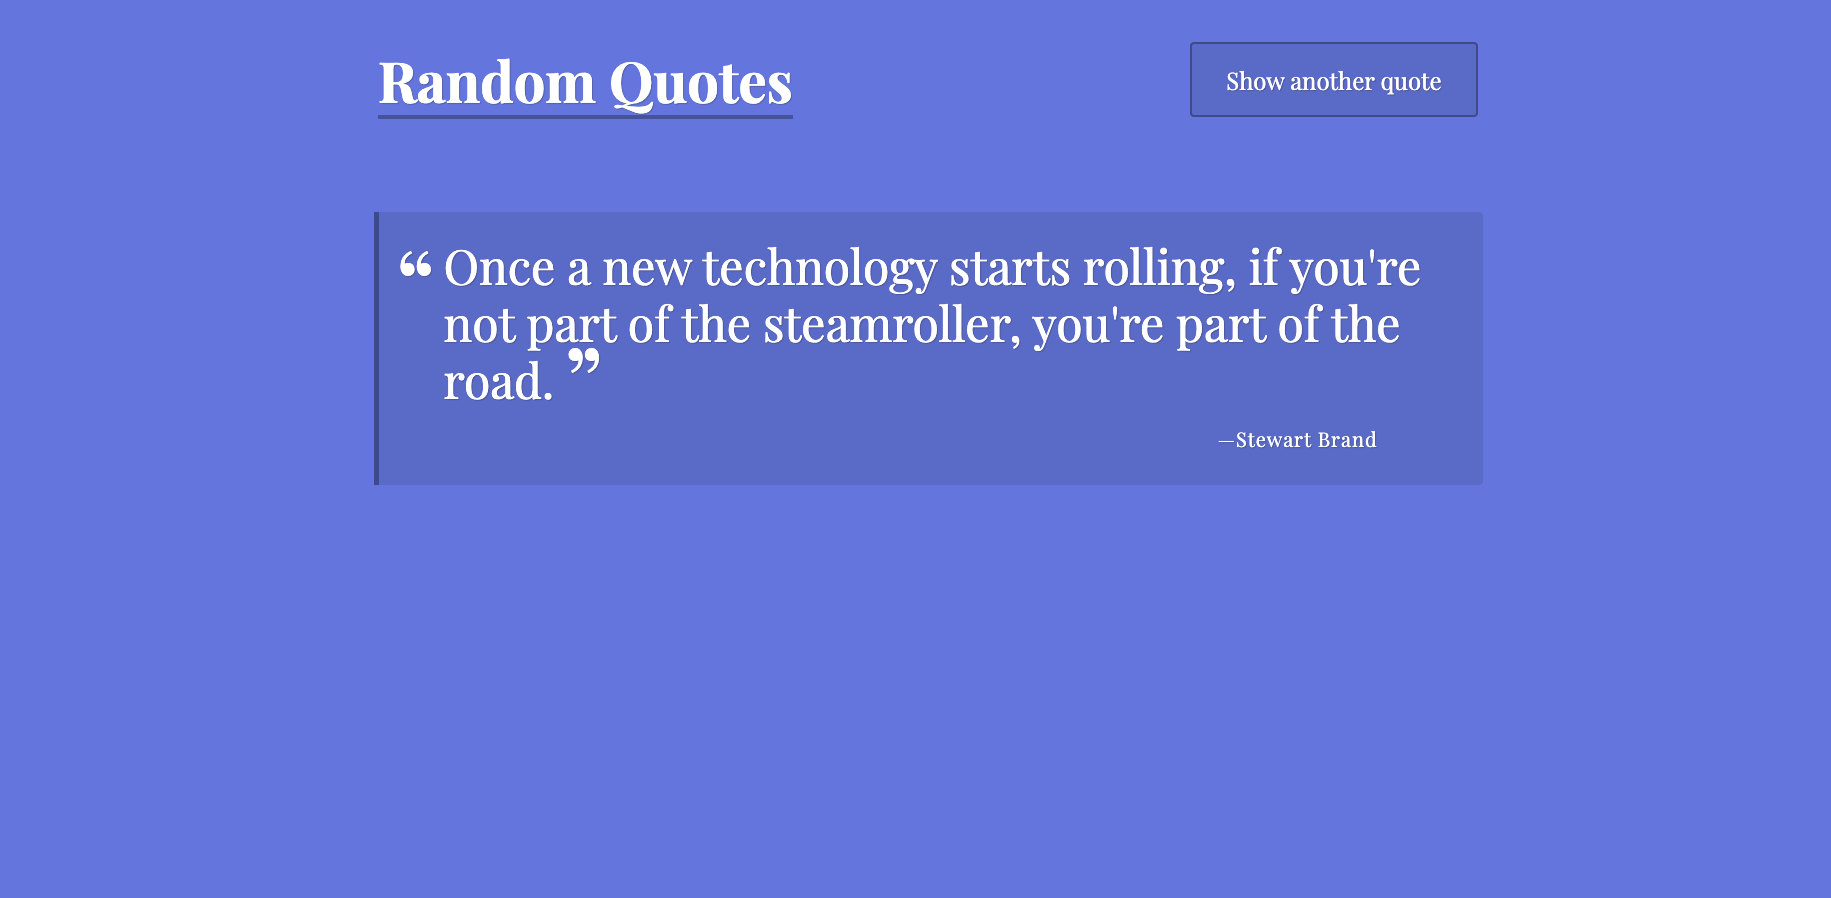 Random Quotes
Show another quote
“ Once a new technology starts rolling, if you're
not part of the steamroller, you're part of the
road. ”
—Stewart Brand